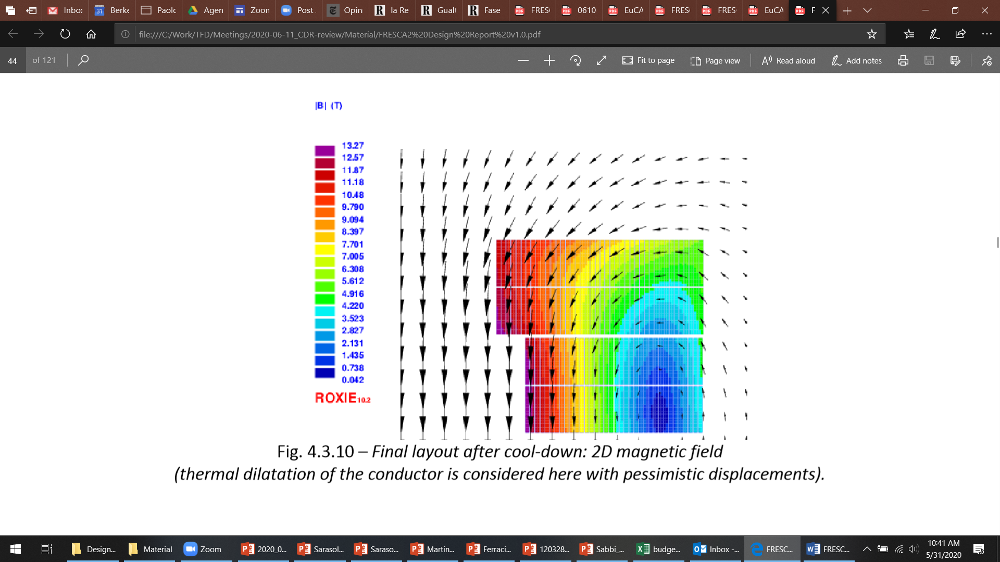 Inbo
31 Berke
Paolc
Agen
Zoon
Post .
Opin
la Re
Gualt
Fase
FRES
0610
EuCA
FRES
FRES
EuCA
F
file:///C:/Work/TFD/Meetings/2020-06-11_CDR-review/Material/FRESCA2%20Design%20Report%20v1.0.pdf
44 of 121
Fit to page
Page view
Read aloud
Add notes
|B| (T)
13.27
12.57
11.87
11.18
10.48
9.790
9.094
8.397
7.701
7.005
6.308
5.612
4.916
4.220
3.523
2.827
2.131
1.435
0.738
0.042
ROXIE 10.2
Fig. 4.3.10 – Final layout after cool-down: 2D magnetic field
(thermal dilatation of the conductor is considered here with pessimistic displacements).
Design...
Material
Zoom
2020_0...
Sarasol...
Saraso...
Martin...
Ferraci...
120328...
Sabbi_...
budge...
Inbox -...
FRESC...
FRESC...
10:41 AM
5/31/2020